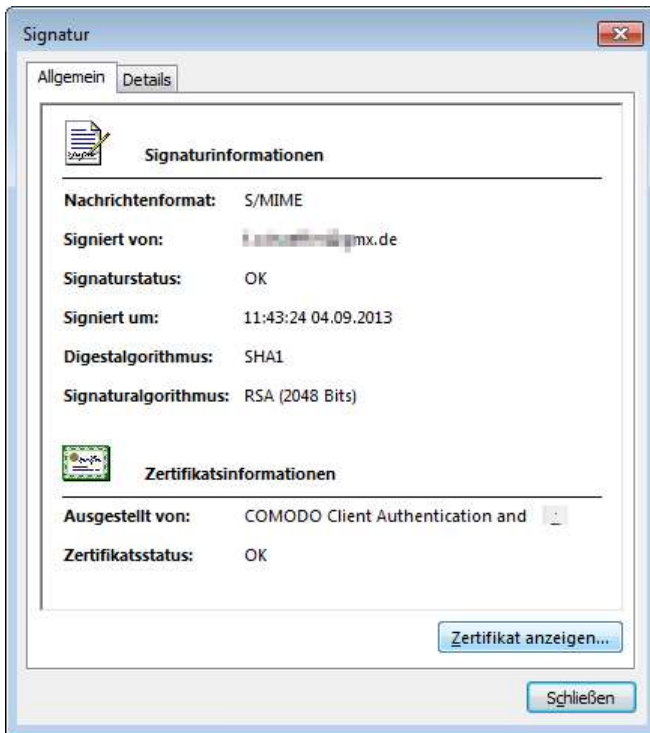 Signatur
Allgemein Details
Signaturinformationen
Nachrichtenformat: S/MIME
Signiert von: gmx.de
Signaturstatus: OK
Signiert um: 11:43:24 04.09.2013
Digestalgorithmus: SHA1
Signaturalgorithmus: RSA (2048 Bits)
Zertifikatsinformationen
Ausgestellt von: COMODO Client Authentication and
Zertifikatsstatus: OK
Zertifikat anzeigen...
Schließen